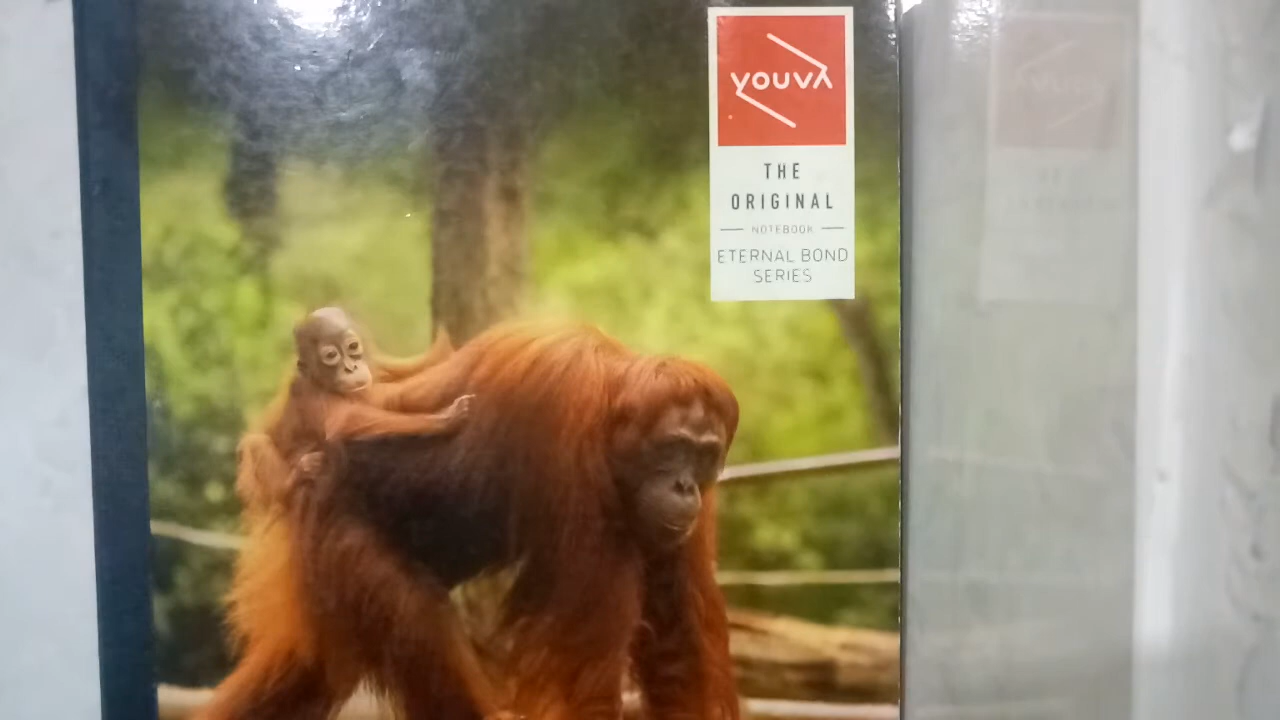 youva
THE
ORIGINAL
NOTEBOOK
ETERNAL BOND
SERIES